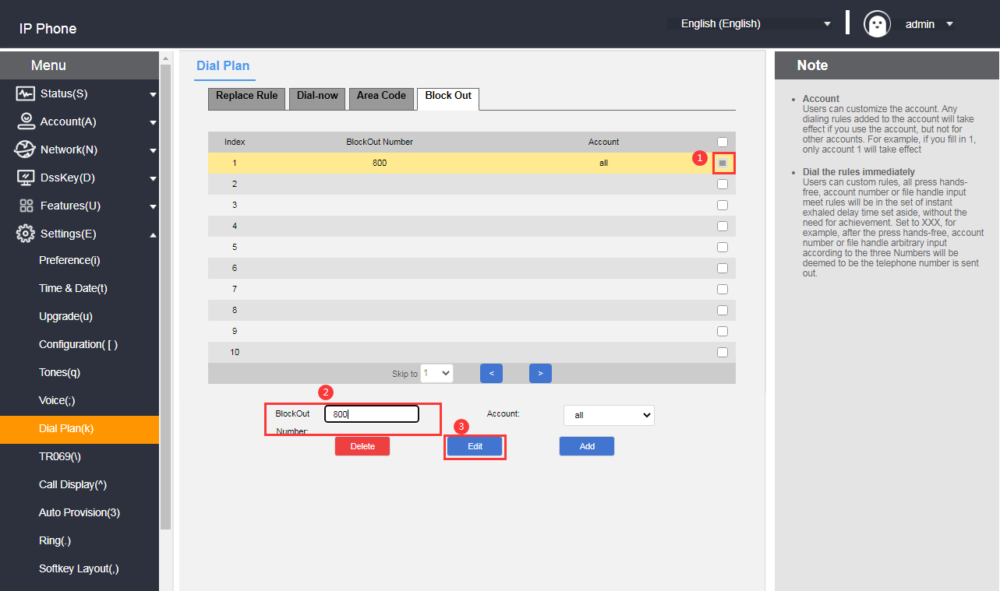 IP Phone
English (English)
admin
Menu
Status(S)
Account(A)
Network(N)
DssKey(D)
Features(U)
Settings(E)
Preference(i)
Time & Date(t)
Upgrade(u)
Configuration( [ )
Tones(q)
Voice(;)
Dial Plan(k)
TR069(\)
Call Display(^)
Auto Provision(3)
Ring(.)
Softkey Layout(,)
Dial Plan
Replace Rule Dial-now Area Code Block Out
Index BlockOut Number Account
1 800 all 1
2
3
4
5
6
7
8
9
10
Skip to 1 < >
2
BlockOut 800 Account: all
Number:
3
Delete Edit Add
Note
Account
Users can customize the account. Any
dialing rules added to the account will take
effect if you use the account, but not for
other accounts. For example, if you fill in 1,
only account 1 will take effect
Dial the rules immediately
Users can custom rules, all press hands-
free, account number or file handle input
meet rules will be in the set of instant
exhaled delay time set aside, without the
need for achievement. Set to XXX, for
example, after the press hands-free, account
number or file handle arbitrary input
according to the three Numbers will be
deemed to be the telephone number is sent
out.